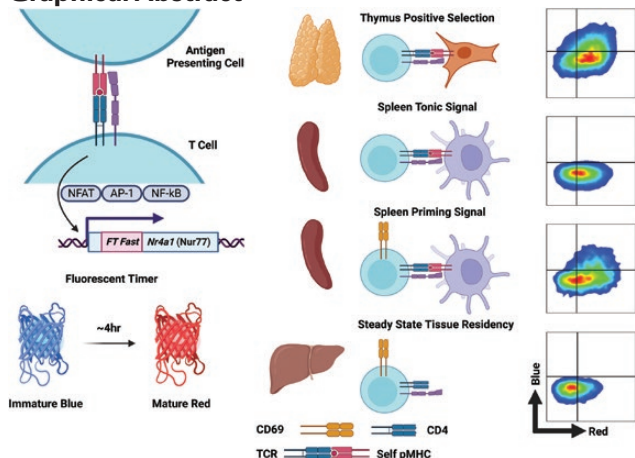 Graphical Abstract
Antigen
Presenting Cell
T Cell
NFAT AP-1 NF-kB
FT Fast Nr4a1 (Nur77)
Fluorescent Timer
~4hr
Immature Blue Mature Red
Thymus Positive Selection
Spleen Tonic Signal
Spleen Priming Signal
Steady State Tissue Residency
CD69 CD4
TCR Self pMHC
Blue
Red